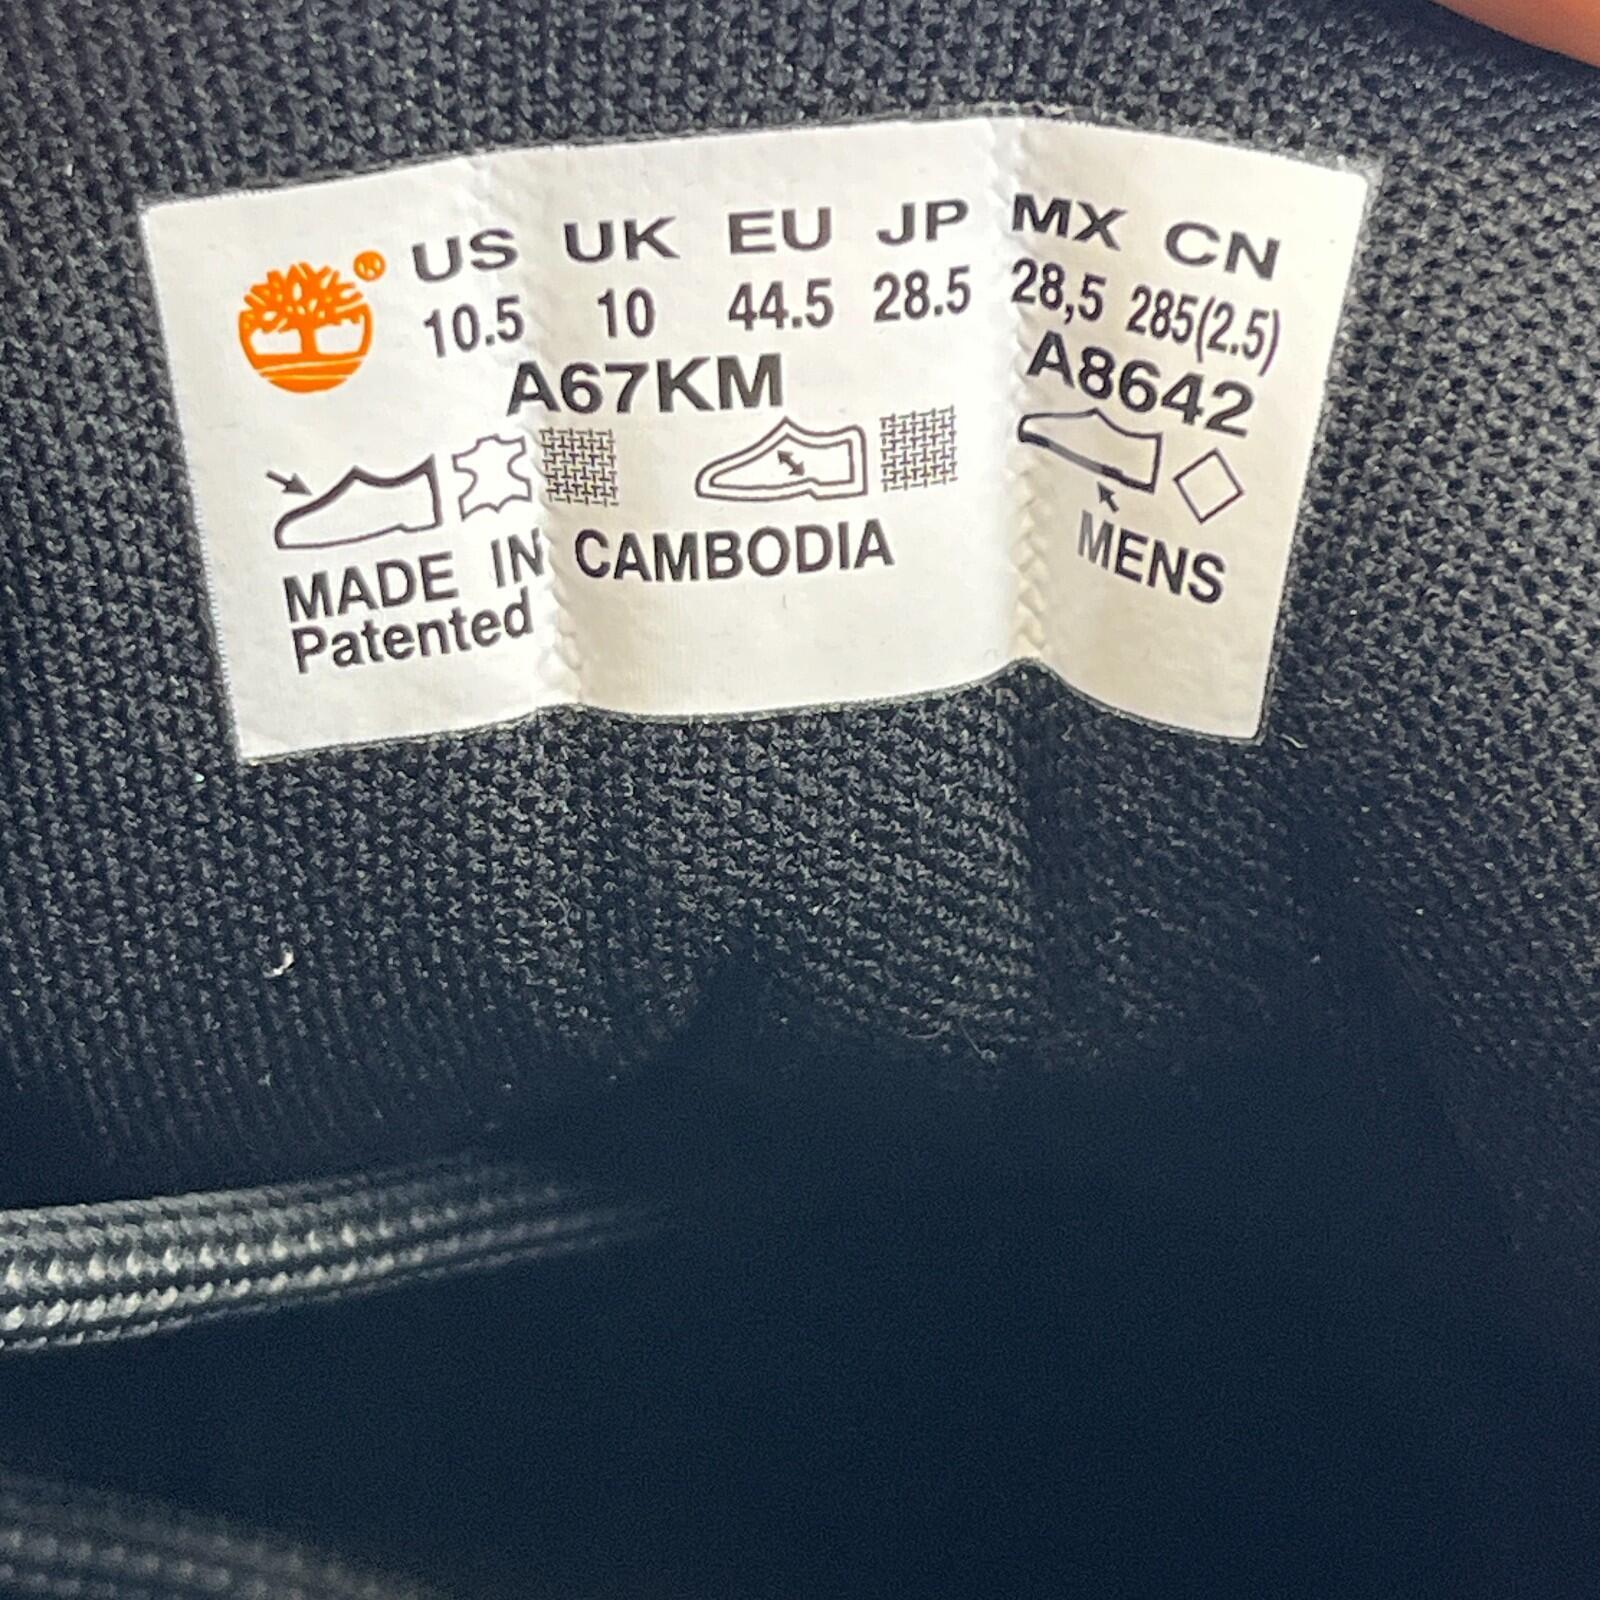 ® US UK EU JP MX CN
10.5 10 44.5 28.5 28,5 285(2.5)
A67KM A8642
MADE IN CAMBODIA MENS
Patented